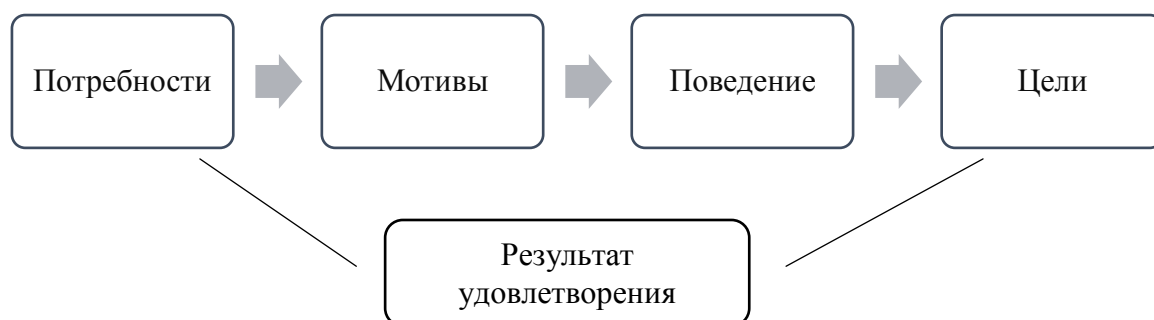 Потребности
Мотивы
Поведение
Цели
Результат
удовлетворения